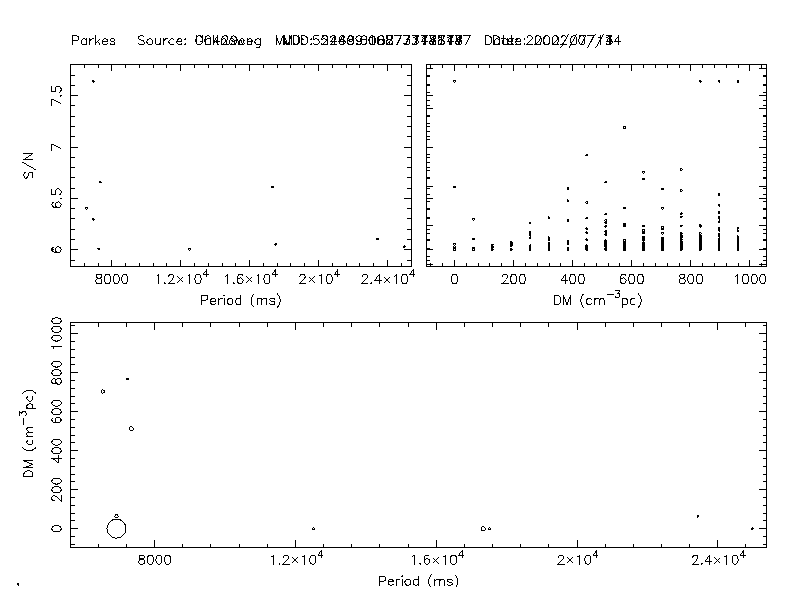 Parkes Source:
7.5
7
6.5
6
S/N
8000 1.2×10⁴ 1.6×10⁴ 2×10⁴ 2.4×10⁴
Period (ms)
0 200 400 600 800 1000
DM (cm⁻³pc)
1000
800
600
400
200
0
DM (cm⁻³pc)
8000 1.2×10⁴ 1.6×10⁴ 2×10⁴ 2.4×10⁴
Period (ms)